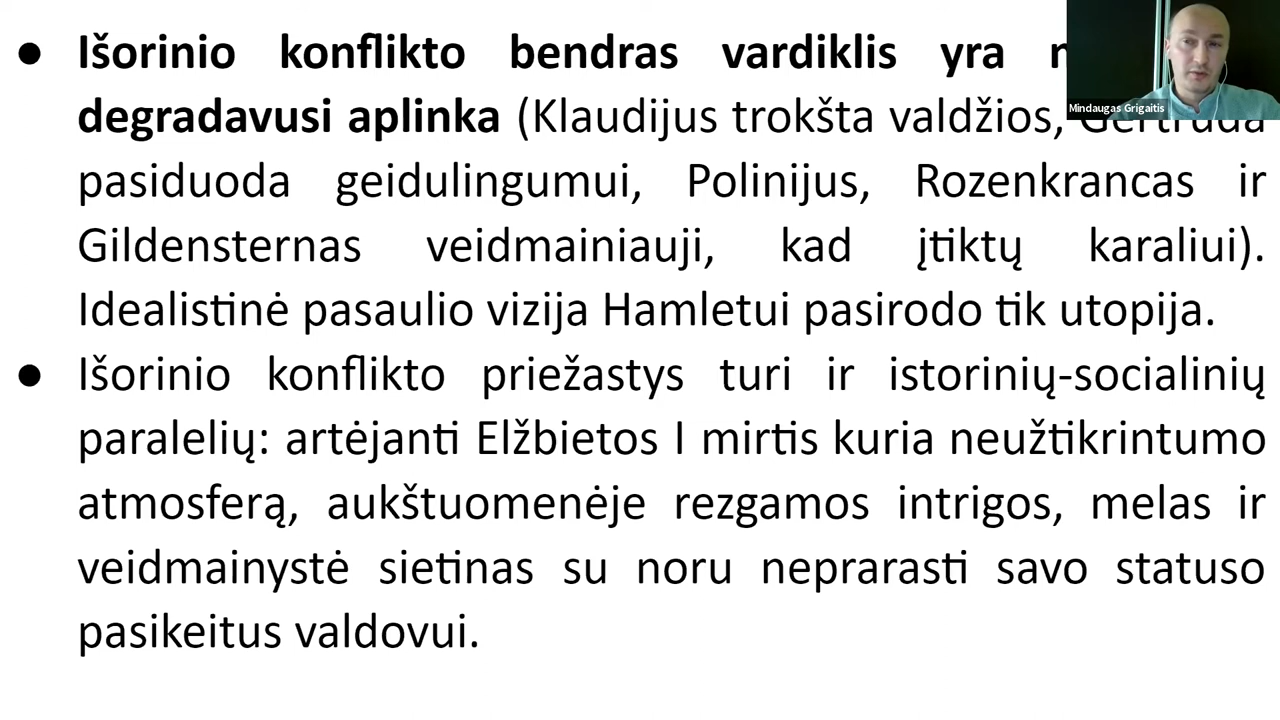 ● Išorinio konflikto bendras vardiklis yra
degradavusi aplinka (Klaudijus trokšta valdžios, Gertrūda
pasiduoda geidulingumui, Polinijus, Rozenkrancas ir
Gildensternas veidmainiauji, kad įtiktų karaliui).
Idealistinė pasaulio vizija Hamletui pasirodo tik utopija.
● Išorinio konflikto priežastys turi ir istorinių-socialinių
paralelių: artėjanti Elžbietos I mirtis kuria neužtikrintumo
atmosferą, aukštuomenėje rezgamos intrigos, melas ir
veidmainystė sietinas su noru neprarasti savo statuso
pasikeitus valdovui.
Mindaugas Grigaitis